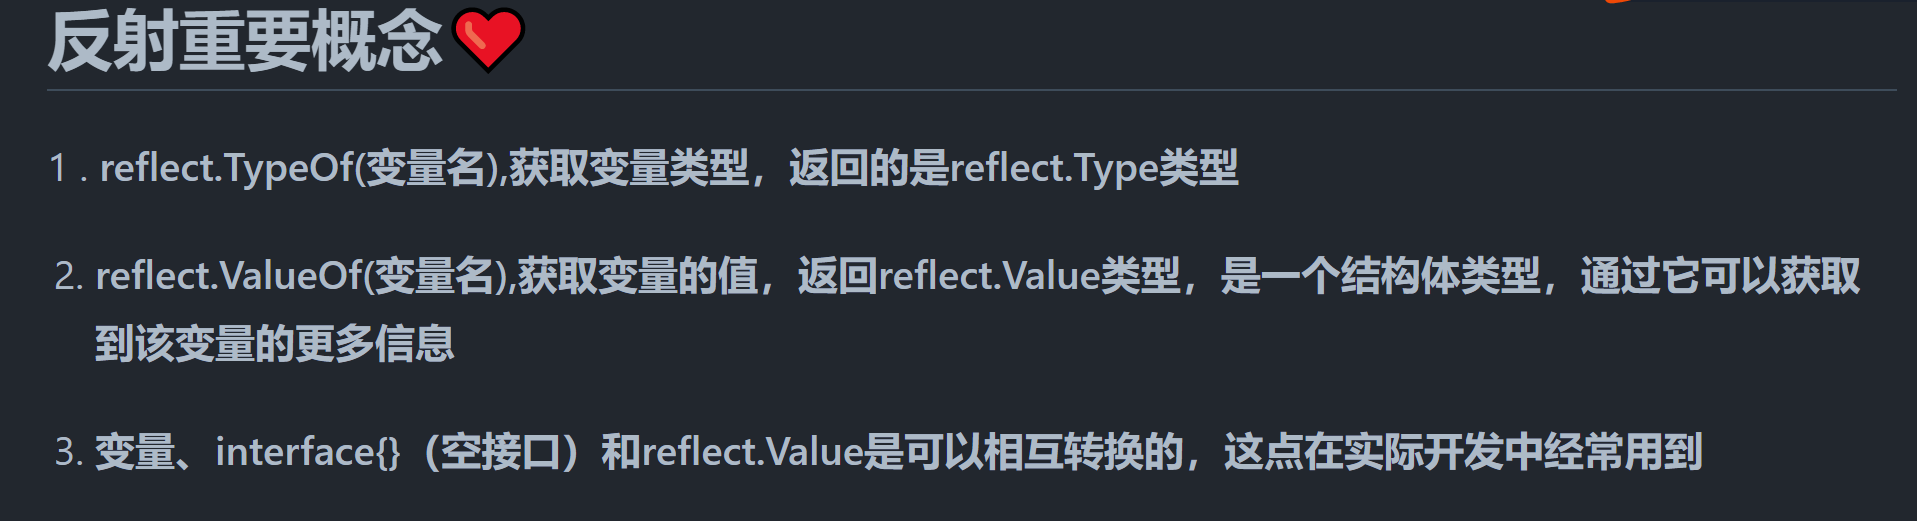 反射重要概念
1 . reflect.TypeOf(变量名),获取变量类型，返回的是reflect.Type类型
2. reflect.ValueOf(变量名),获取变量的值，返回reflect.Value类型，是一个结构体类型，通过它可以获取
到该变量的更多信息
3. 变量、interface{}（空接口）和reflect.Value是可以相互转换的，这点在实际开发中经常用到